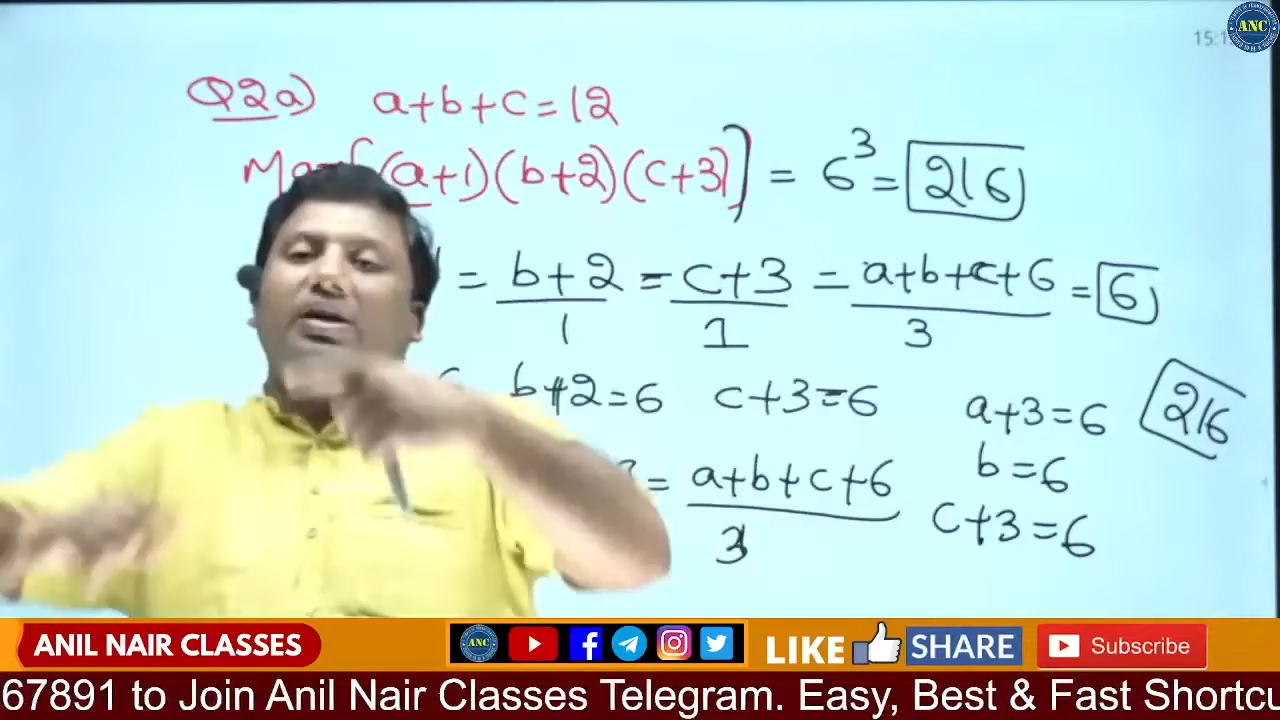 ANC
15:1
Q2a) a+b+c=12
(a+1)(b+2)(c+3)] = 6³ = 216
= b+2/1 = c+3/1 = a+b+c+6/3 = 6
b+2=6 c+3=6 a+3=6 216
b=6
= a+b+c+6/3 c+3=6
ANIL NAIR CLASSES ANC LIKE SHARE Subscribe
67891 to Join Anil Nair Classes Telegram. Easy, Best & Fast Shortcu